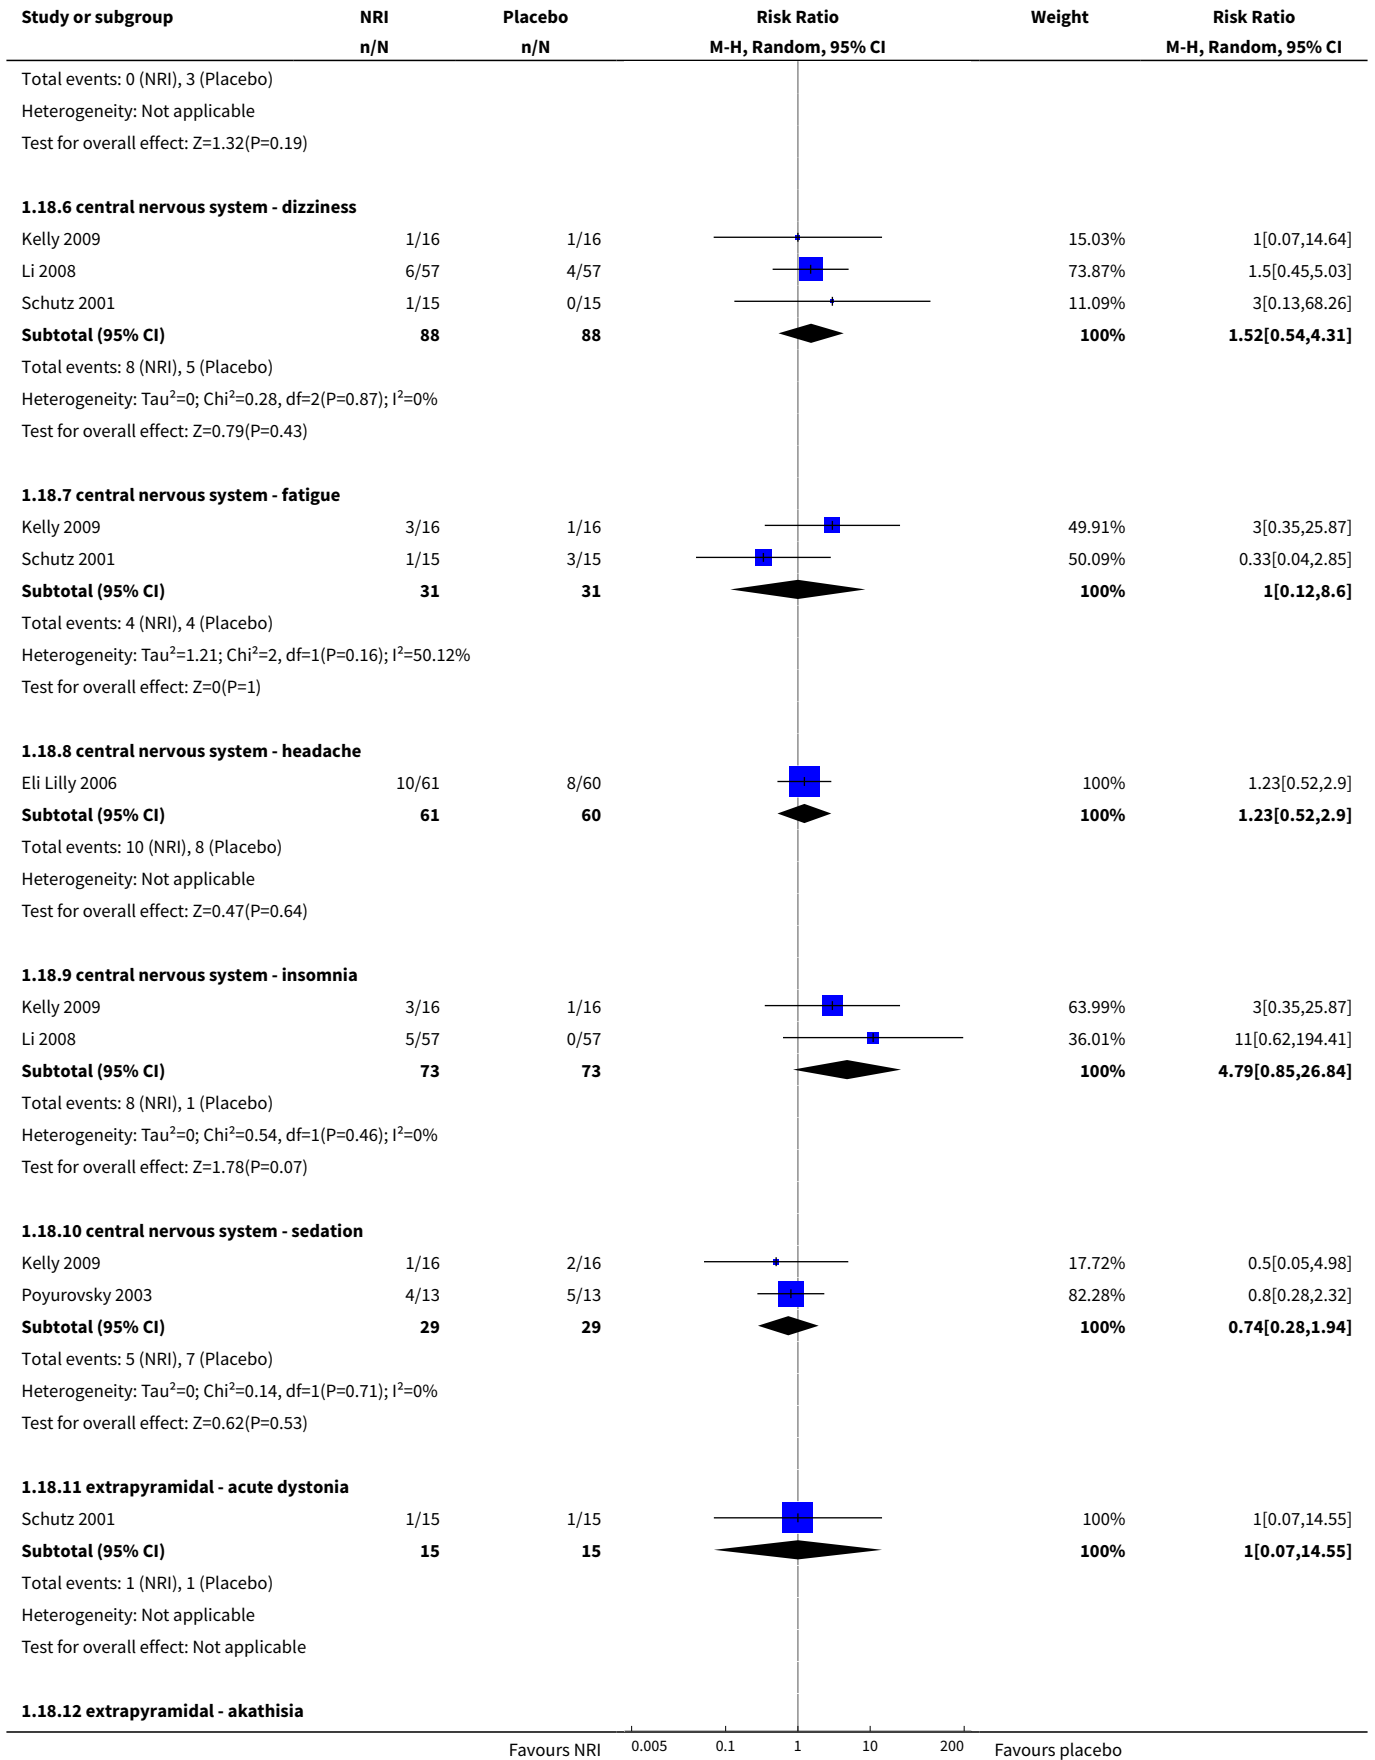 Study or subgroup NRI Placebo Risk Ratio Weight Risk Ratio
n/N n/N M-H, Random, 95% CI M-H, Random, 95% CI
Total events: 0 (NRI), 3 (Placebo)
Heterogeneity: Not applicable
Test for overall effect: Z=1.32(P=0.19)
1.18.6 central nervous system - dizziness
Kelly 2009 1/16 1/16 15.03% 1[0.07,14.64]
Li 2008 6/57 4/57 73.87% 1.5[0.45,5.03]
Schutz 2001 1/15 0/15 11.09% 3[0.13,68.26]
Subtotal (95% CI) 88 88 100% 1.52[0.54,4.31]
Total events: 8 (NRI), 5 (Placebo)
Heterogeneity: Tau²=0; Chi²=0.28, df=2(P=0.87); I²=0%
Test for overall effect: Z=0.79(P=0.43)
1.18.7 central nervous system - fatigue
Kelly 2009 3/16 1/16 49.91% 3[0.35,25.87]
Schutz 2001 1/15 3/15 50.09% 0.33[0.04,2.85]
Subtotal (95% CI) 31 31 100% 1[0.12,8.6]
Total events: 4 (NRI), 4 (Placebo)
Heterogeneity: Tau²=1.21; Chi²=2, df=1(P=0.16); I²=50.12%
Test for overall effect: Z=0(P=1)
1.18.8 central nervous system - headache
Eli Lilly 2006 10/61 8/60 100% 1.23[0.52,2.9]
Subtotal (95% CI) 61 60 100% 1.23[0.52,2.9]
Total events: 10 (NRI), 8 (Placebo)
Heterogeneity: Not applicable
Test for overall effect: Z=0.47(P=0.64)
1.18.9 central nervous system - insomnia
Kelly 2009 3/16 1/16 63.99% 3[0.35,25.87]
Li 2008 5/57 0/57 36.01% 11[0.62,194.41]
Subtotal (95% CI) 73 73 100% 4.79[0.85,26.84]
Total events: 8 (NRI), 1 (Placebo)
Heterogeneity: Tau²=0; Chi²=0.54, df=1(P=0.46); I²=0%
Test for overall effect: Z=1.78(P=0.07)
1.18.10 central nervous system - sedation
Kelly 2009 1/16 2/16 17.72% 0.5[0.05,4.98]
Poyurovsky 2003 4/13 5/13 82.28% 0.8[0.28,2.32]
Subtotal (95% CI) 29 29 100% 0.74[0.28,1.94]
Total events: 5 (NRI), 7 (Placebo)
Heterogeneity: Tau²=0; Chi²=0.14, df=1(P=0.71); I²=0%
Test for overall effect: Z=0.62(P=0.53)
1.18.11 extrapyramidal - acute dystonia
Schutz 2001 1/15 1/15 100% 1[0.07,14.55]
Subtotal (95% CI) 15 15 100% 1[0.07,14.55]
Total events: 1 (NRI), 1 (Placebo)
Heterogeneity: Not applicable
Test for overall effect: Not applicable
1.18.12 extrapyramidal - akathisia
Favours NRI 0.005 0.1 1 10 200 Favours placebo